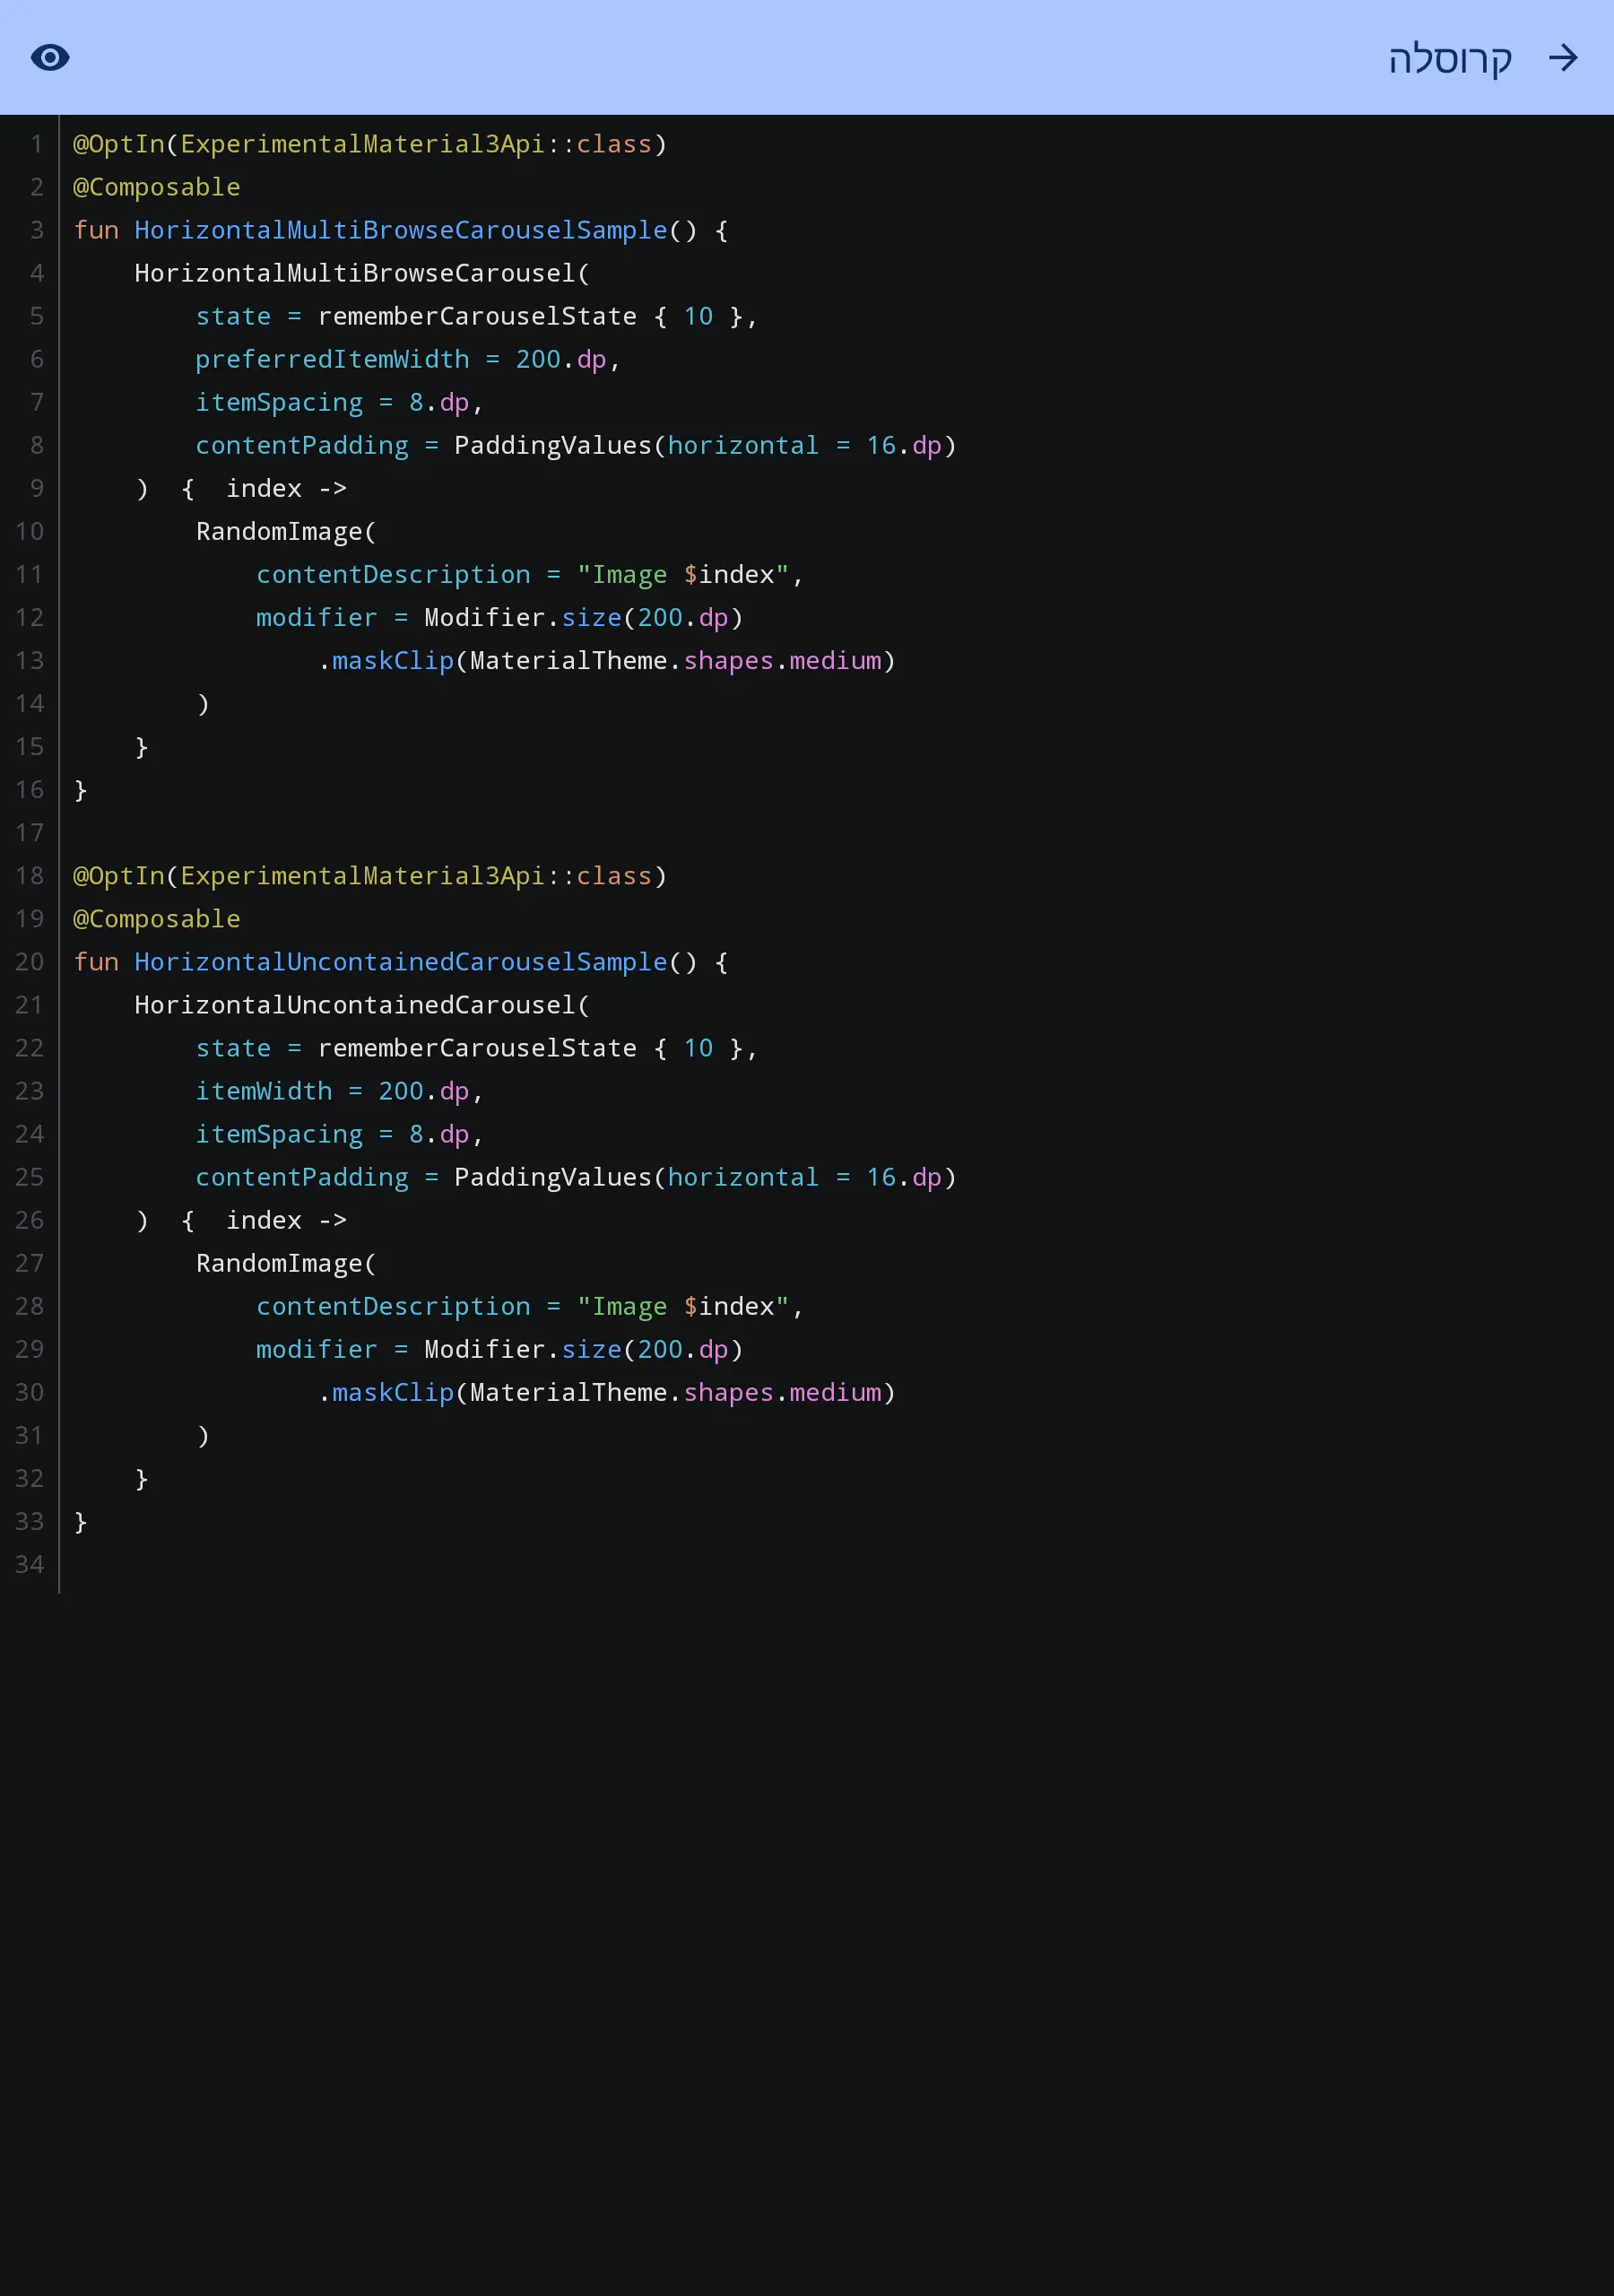 קרוסלה
1 @OptIn(ExperimentalMaterial3Api::class)
2 @Composable
3 fun HorizontalMultiBrowseCarouselSample() {
4     HorizontalMultiBrowseCarousel(
5         state = rememberCarouselState { 10 },
6         preferredItemWidth = 200.dp,
7         itemSpacing = 8.dp,
8         contentPadding = PaddingValues(horizontal = 16.dp)
9     )  {  index ->
10         RandomImage(
11             contentDescription = "Image $index",
12             modifier = Modifier.size(200.dp)
13                 .maskClip(MaterialTheme.shapes.medium)
14         )
15     }
16 }
17
18 @OptIn(ExperimentalMaterial3Api::class)
19 @Composable
20 fun HorizontalUncontainedCarouselSample() {
21     HorizontalUncontainedCarousel(
22         state = rememberCarouselState { 10 },
23         itemWidth = 200.dp,
24         itemSpacing = 8.dp,
25         contentPadding = PaddingValues(horizontal = 16.dp)
26     )  {  index ->
27         RandomImage(
28             contentDescription = "Image $index",
29             modifier = Modifier.size(200.dp)
30                 .maskClip(MaterialTheme.shapes.medium)
31         )
32     }
33 }
34